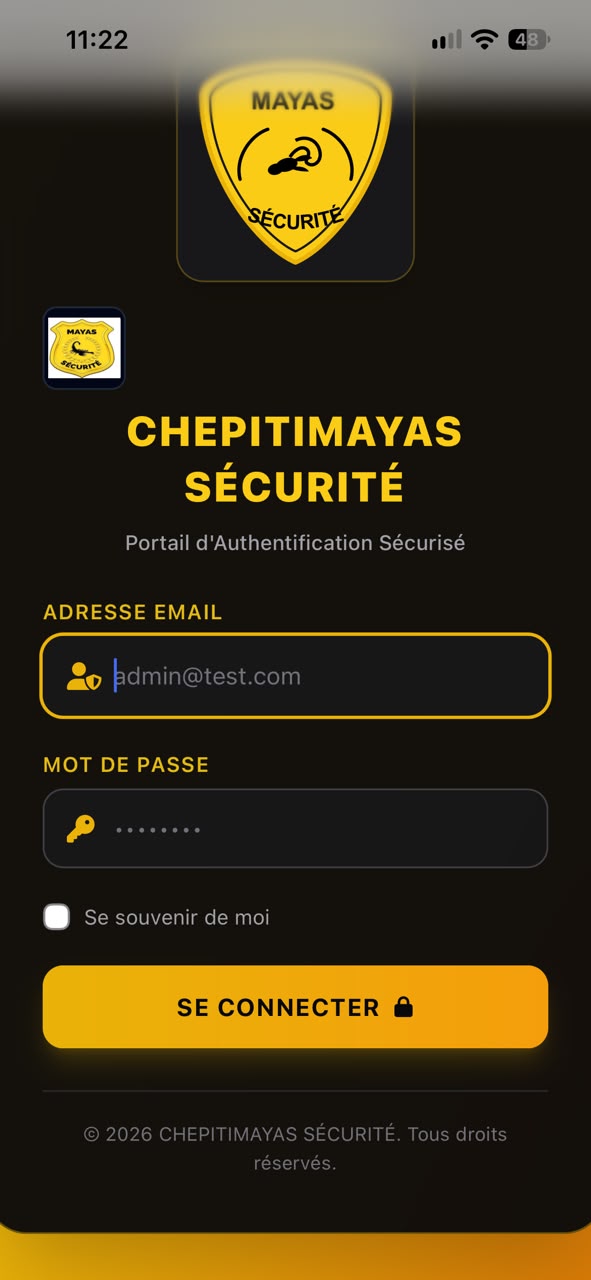 11:22
48
MAYAS
SÉCURITÉ
MAYAS
SÉCURITÉ
CHEPITIMAYAS
SÉCURITÉ
Portail d'Authentification Sécurisé
ADRESSE EMAIL
admin@test.com
MOT DE PASSE
••••••••
Se souvenir de moi
SE CONNECTER
© 2026 CHEPITIMAYAS SÉCURITÉ. Tous droits
réservés.